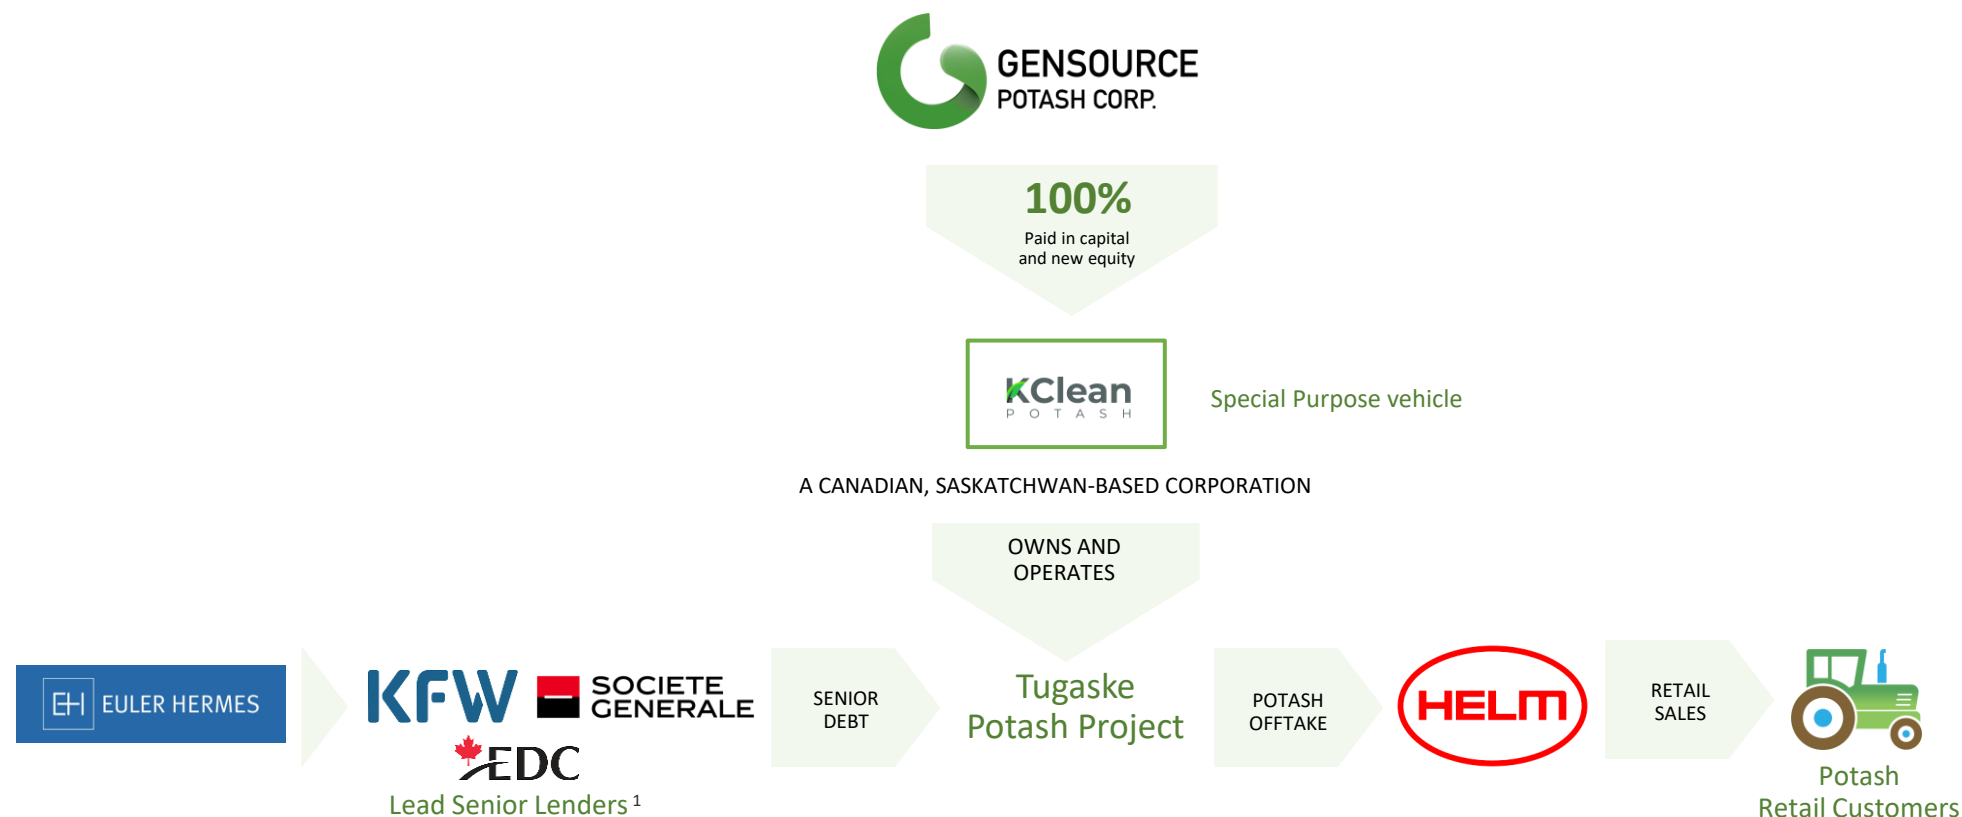 GENSOURCE
POTASH CORP.
100%
Paid in capital
and new equity
KClean
POTASH
Special Purpose vehicle
A CANADIAN, SASKATCHWAN-BASED CORPORATION
OWNS AND
OPERATES
EH EULER HERMES
KFW
SOCIETE
GENERALE
EDC
Lead Senior Lenders 1
SENIOR
DEBT
Tugaske
Potash Project
POTASH
OFFTAKE
HELM
RETAIL
SALES
Potash
Retail Customers